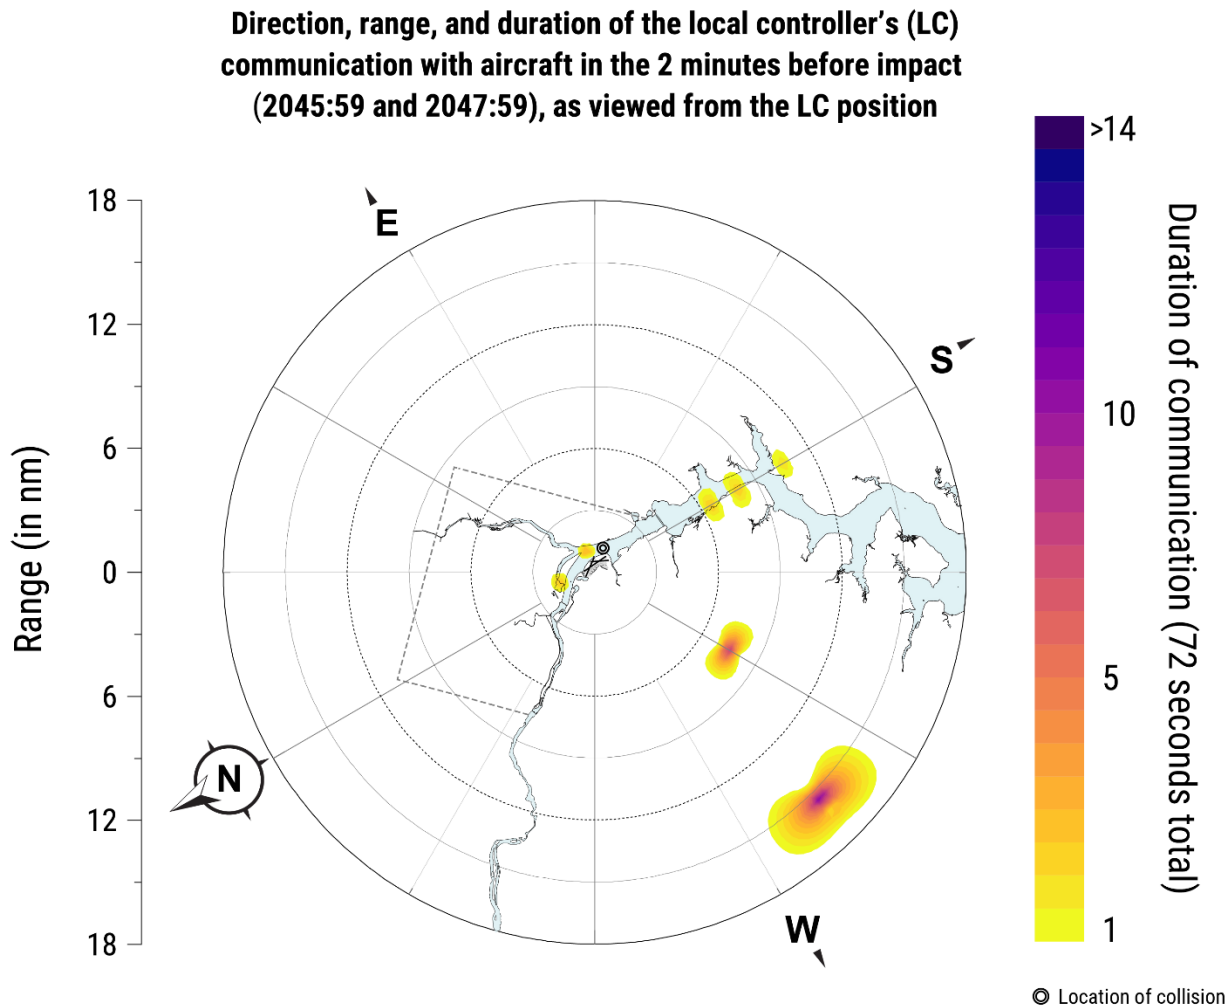 Direction, range, and duration of the local controller’s (LC)
communication with aircraft in the 2 minutes before impact
(2045:59 and 2047:59), as viewed from the LC position
>14
18
E
12
S
10
6
Range (in nm)
0
Duration of communication (72 seconds total)
5
6
N
12
W
1
18
Location of collision